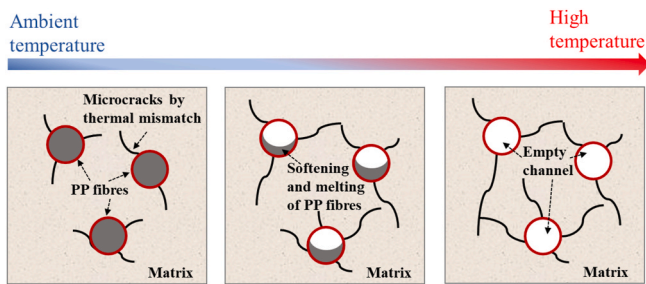 Ambient
temperature
High
temperature
Microcracks by
thermal mismatch
PP fibres
Matrix
Softening
and melting
of PP fibres
Matrix
Empty
channel
Matrix